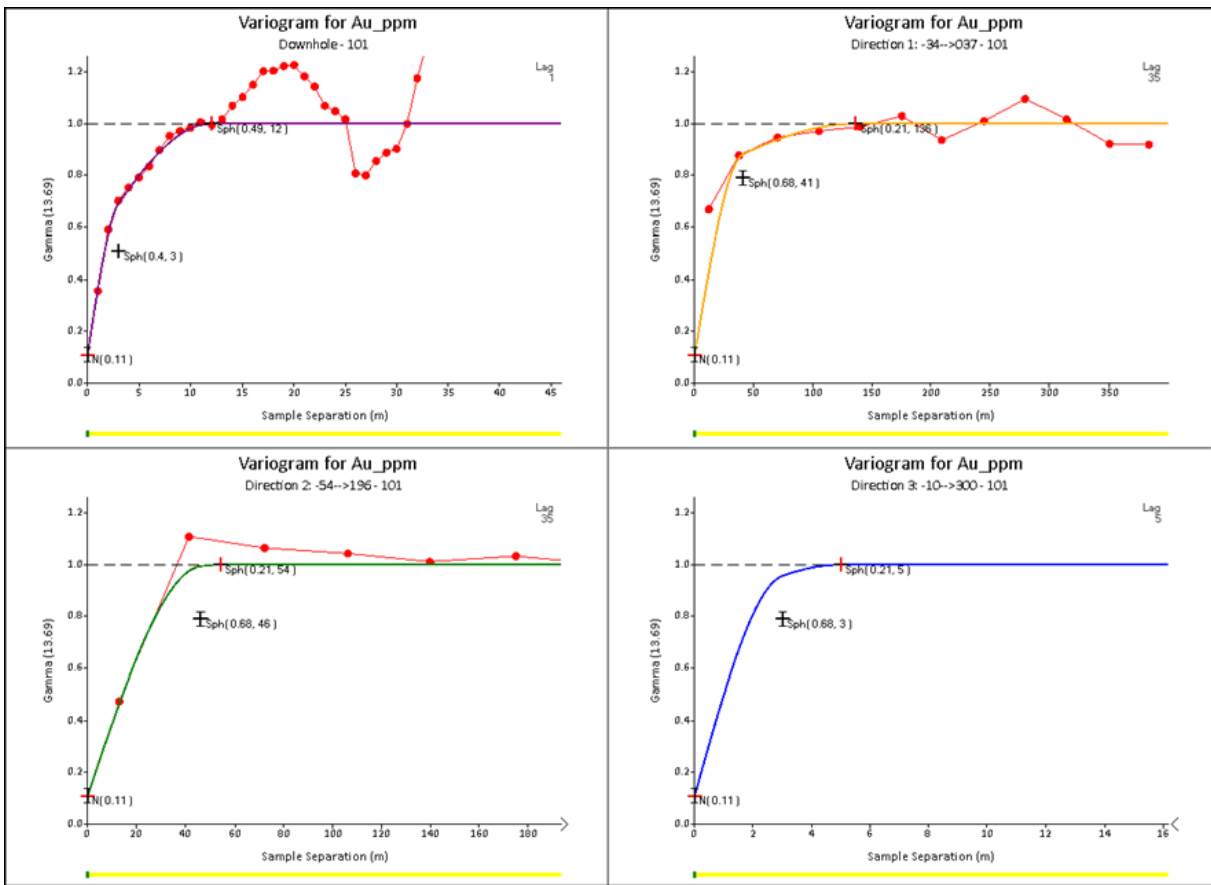 Variogram for Au_ppm
Downhole - 101
Lag
1
1.2
1.0
0.8
0.6
0.4
0.2
0.0
Gamma (13.69)
Sph( 0.49, 12 )
Sph( 0.4, 3 )
N( 0.11 )
0 5 10 15 20 25 30 35 40 45
Sample Separation (m)
Variogram for Au_ppm
Direction 1: -34-->037 - 101
Lag
35
1.2
1.0
0.8
0.6
0.4
0.2
0.0
Gamma (13.69)
Sph( 0.21, 136 )
Sph( 0.68, 41 )
N( 0.11 )
0 50 100 150 200 250 300 350
Sample Separation (m)
Variogram for Au_ppm
Direction 2: -54-->196 - 101
Lag
35
1.2
1.0
0.8
0.6
0.4
0.2
0.0
Gamma (13.69)
Sph( 0.21, 54 )
Sph( 0.68, 46 )
N( 0.11 )
0 20 40 60 80 100 120 140 160 180
Sample Separation (m)
Variogram for Au_ppm
Direction 3: -10-->300 - 101
Lag
5
1.2
1.0
0.8
0.6
0.4
0.2
0.0
Gamma (13.69)
Sph( 0.21, 5 )
Sph( 0.68, 3 )
N( 0.11 )
0 2 4 6 8 10 12 14 16
Sample Separation (m)